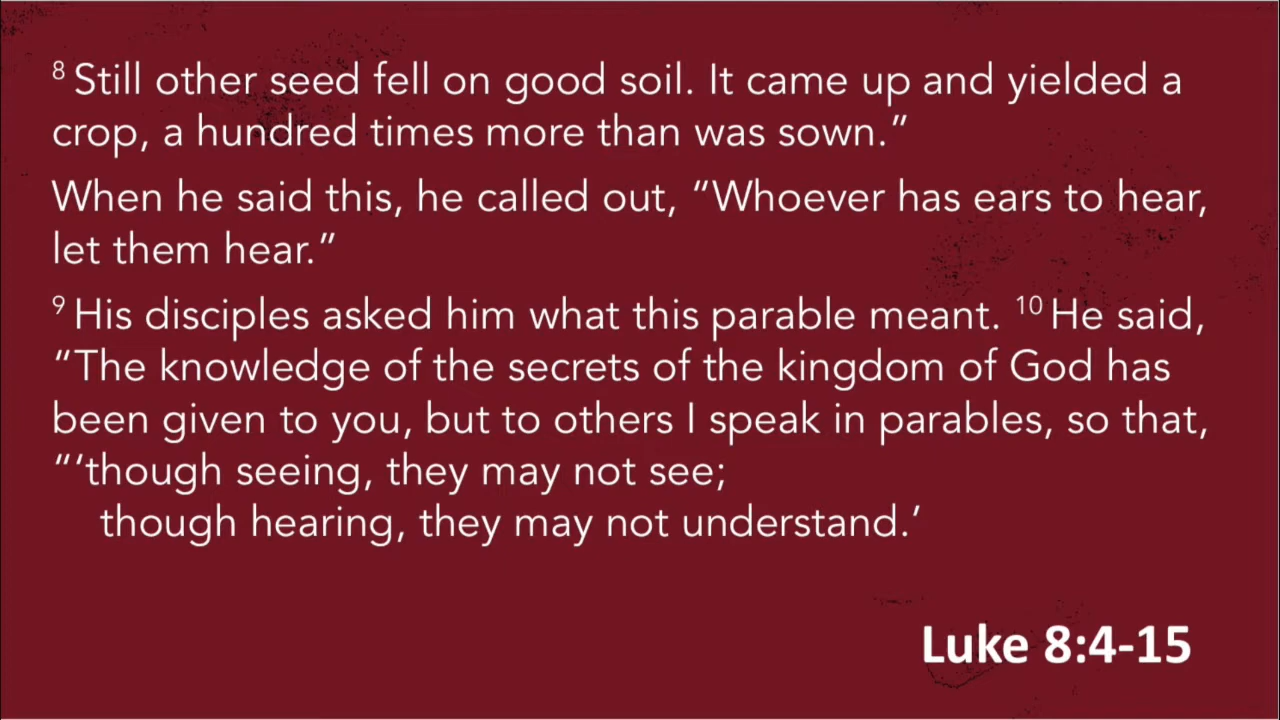 8 Still other seed fell on good soil. It came up and yielded a
crop, a hundred times more than was sown.”
When he said this, he called out, “Whoever has ears to hear,
let them hear.”
9 His disciples asked him what this parable meant. 10 He said,
“The knowledge of the secrets of the kingdom of God has
been given to you, but to others I speak in parables, so that,
“‘though seeing, they may not see;
though hearing, they may not understand.’
Luke 8:4-15